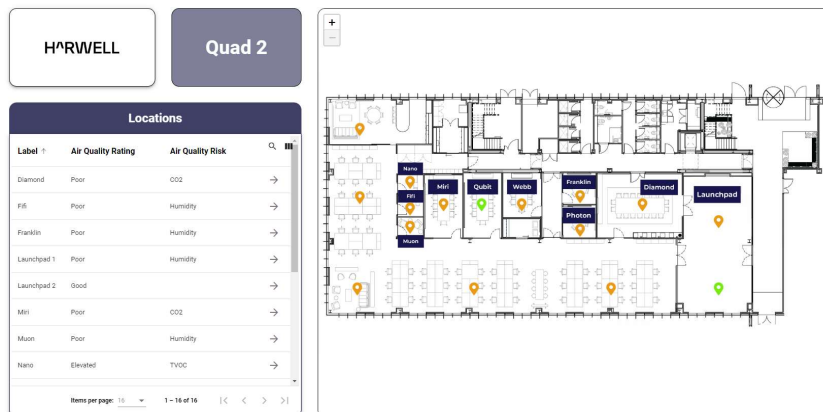 H^RWELL
Quad 2
Locations
Label ↑ Air Quality Rating Air Quality Risk
Diamond Poor CO2
Fifi Poor Humidity
Franklin Poor Humidity
Launchpad 1 Poor Humidity
Launchpad 2 Good
Miri Poor CO2
Muon Poor Humidity
Nano Elevated TVOC
Items per page: 16 1 – 16 of 16
+
−
Nano
Fifi
Muon
Miri
Qubit
Webb
Franklin
Photon
Diamond
Launchpad